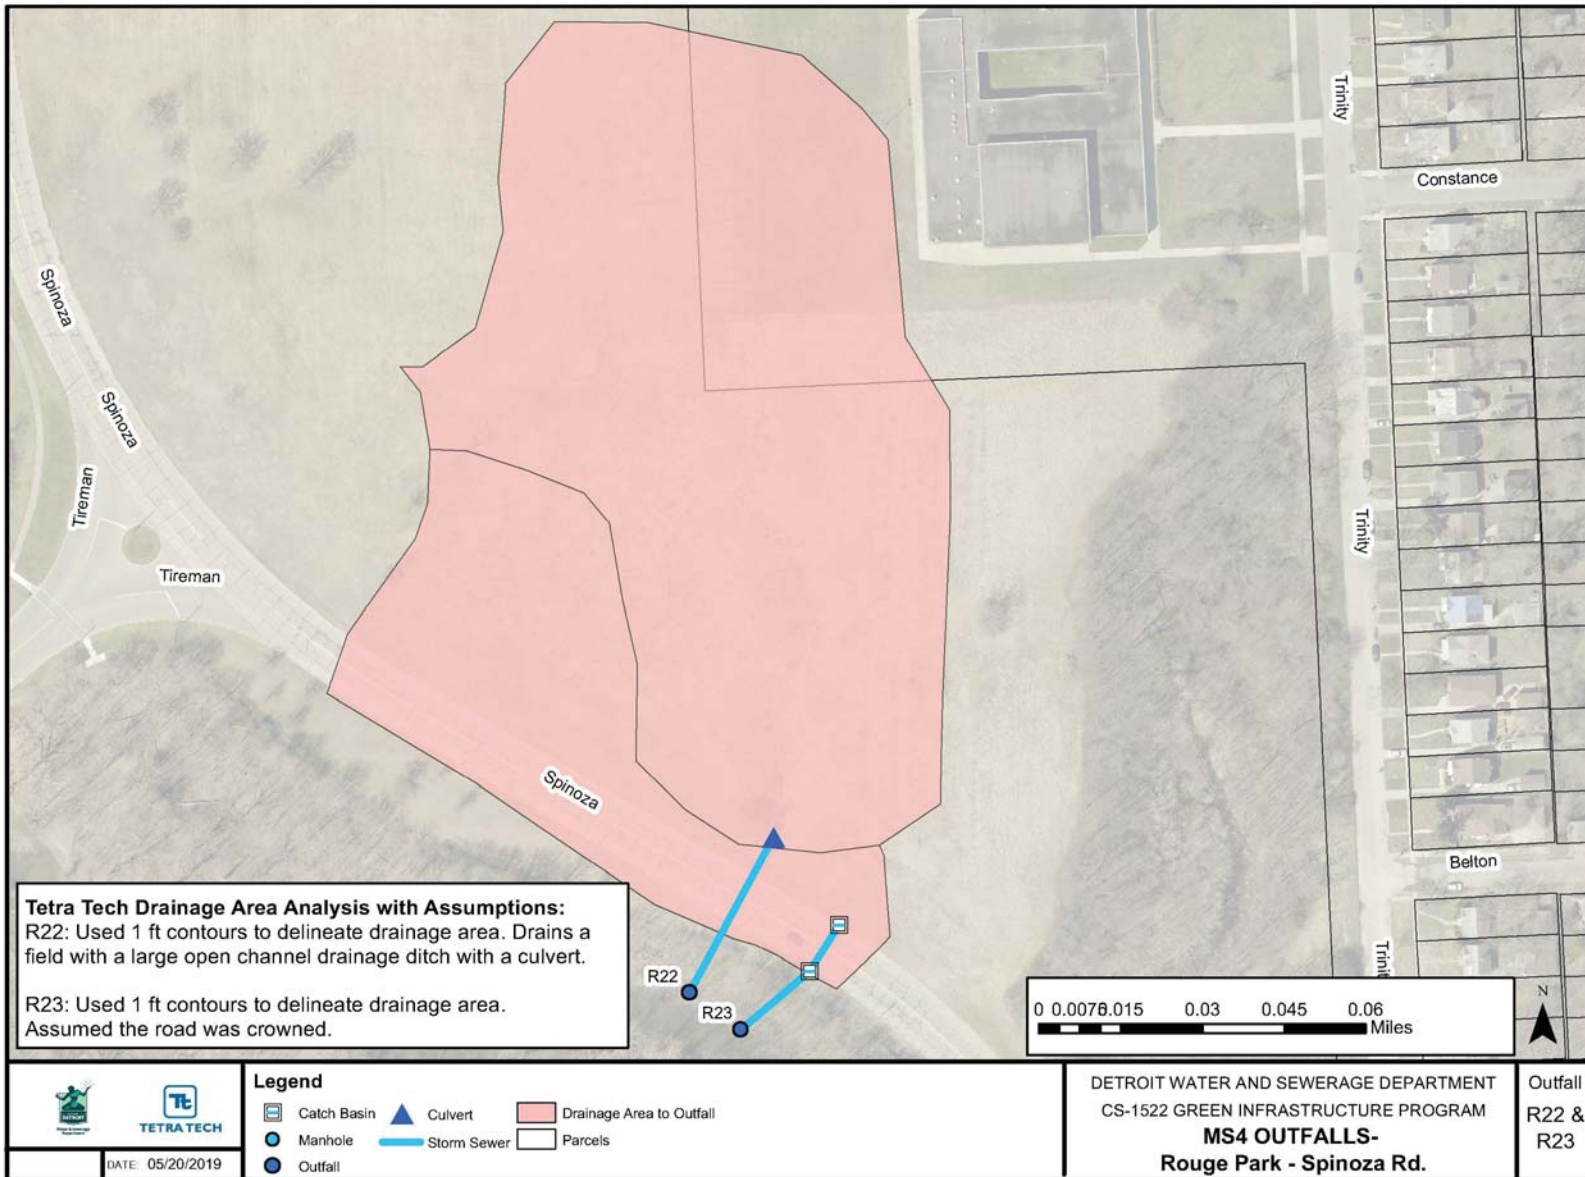 Trinity
Constance
Spinoza
Spinoza
Tireman
Tireman
Trinity
Spinoza
Belton
Tetra Tech Drainage Area Analysis with Assumptions:
R22: Used 1 ft contours to delineate drainage area. Drains a
field with a large open channel drainage ditch with a culvert.
R23: Used 1 ft contours to delineate drainage area.
Assumed the road was crowned.
R22
R23
0 0.0075 0.015 0.03 0.045 0.06
Miles
N
TETRA TECH
DATE: 05/20/2019
Legend
Catch Basin
Culvert
Drainage Area to Outfall
Manhole
Storm Sewer
Parcels
Outfall
DETROIT WATER AND SEWERAGE DEPARTMENT
CS-1522 GREEN INFRASTRUCTURE PROGRAM
MS4 OUTFALLS-
Rouge Park - Spinoza Rd.
Outfall
R22 &
R23